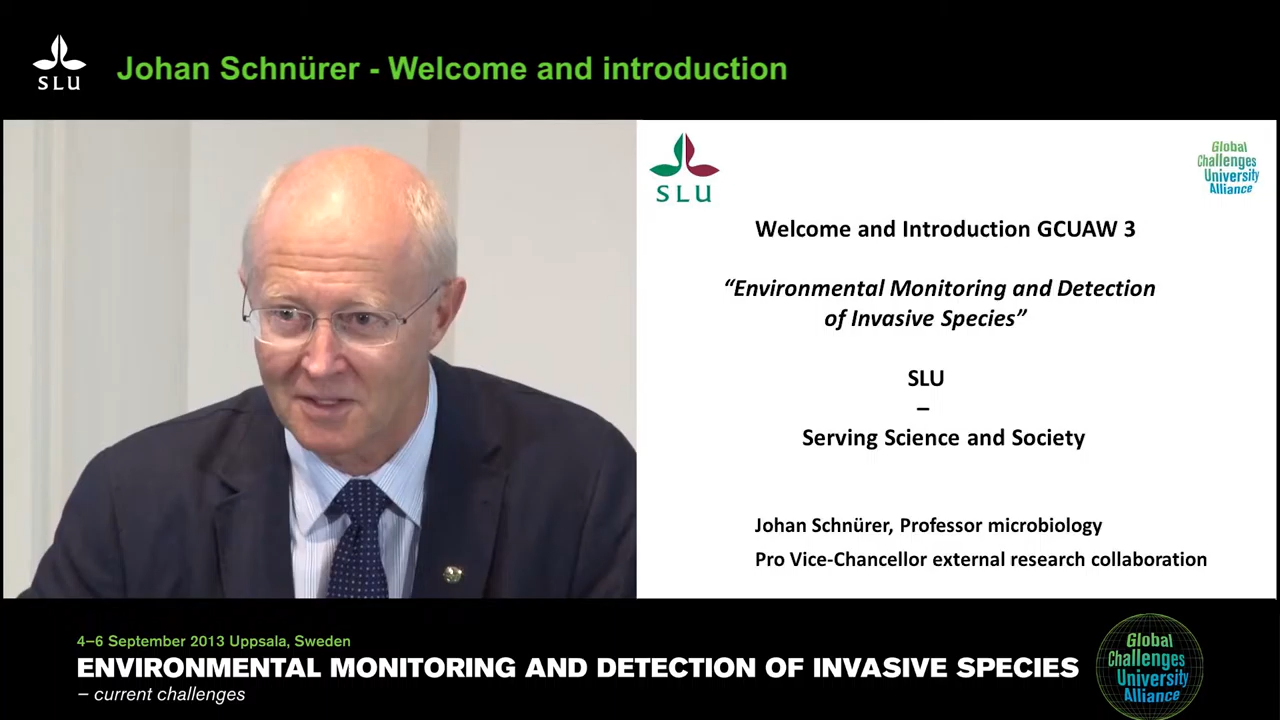 SLU
Johan Schnürer - Welcome and introduction
SLU
Global
Challenges
University
Alliance
Welcome and Introduction GCUAW 3
“Environmental Monitoring and Detection
of Invasive Species”
SLU
–
Serving Science and Society
Johan Schnürer, Professor microbiology
Pro Vice-Chancellor external research collaboration
4–6 September 2013 Uppsala, Sweden
ENVIRONMENTAL MONITORING AND DETECTION OF INVASIVE SPECIES
– current challenges
Global
Challenges
University
Alliance